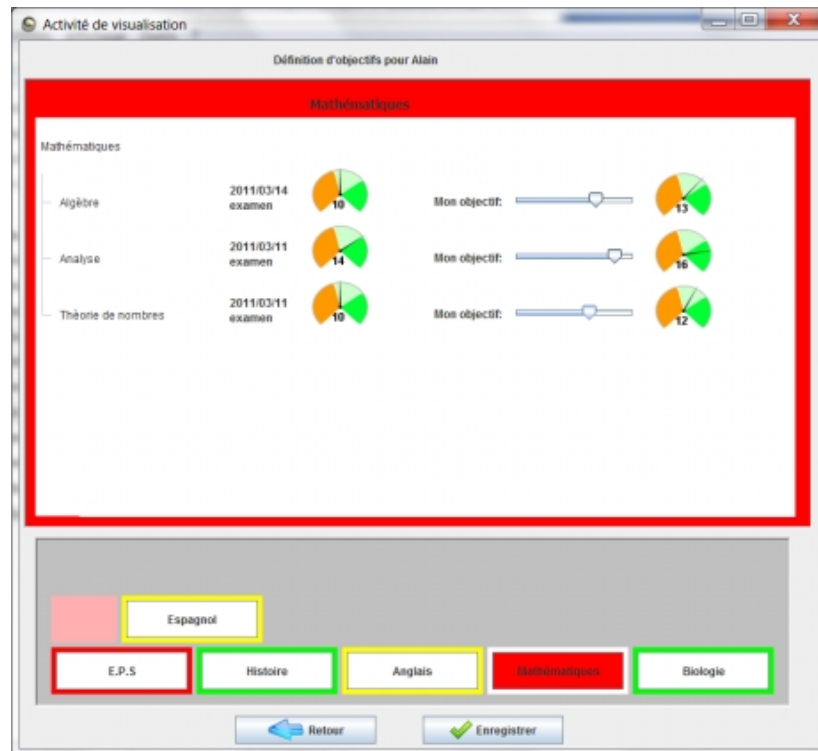 Activité de visualisation
Définition d'objectifs pour Alain
Mathématiques
Mathématiques
Algèbre
2011/03/14
examen
10
Mon objectif:
13
Analyse
2011/03/11
examen
14
Mon objectif:
16
Thèorie de nombres
2011/03/11
examen
10
Mon objectif:
12
Espagnol
E.P.S
Histoire
Anglais
Mathématiques
Biologie
Retour
Enregistrer